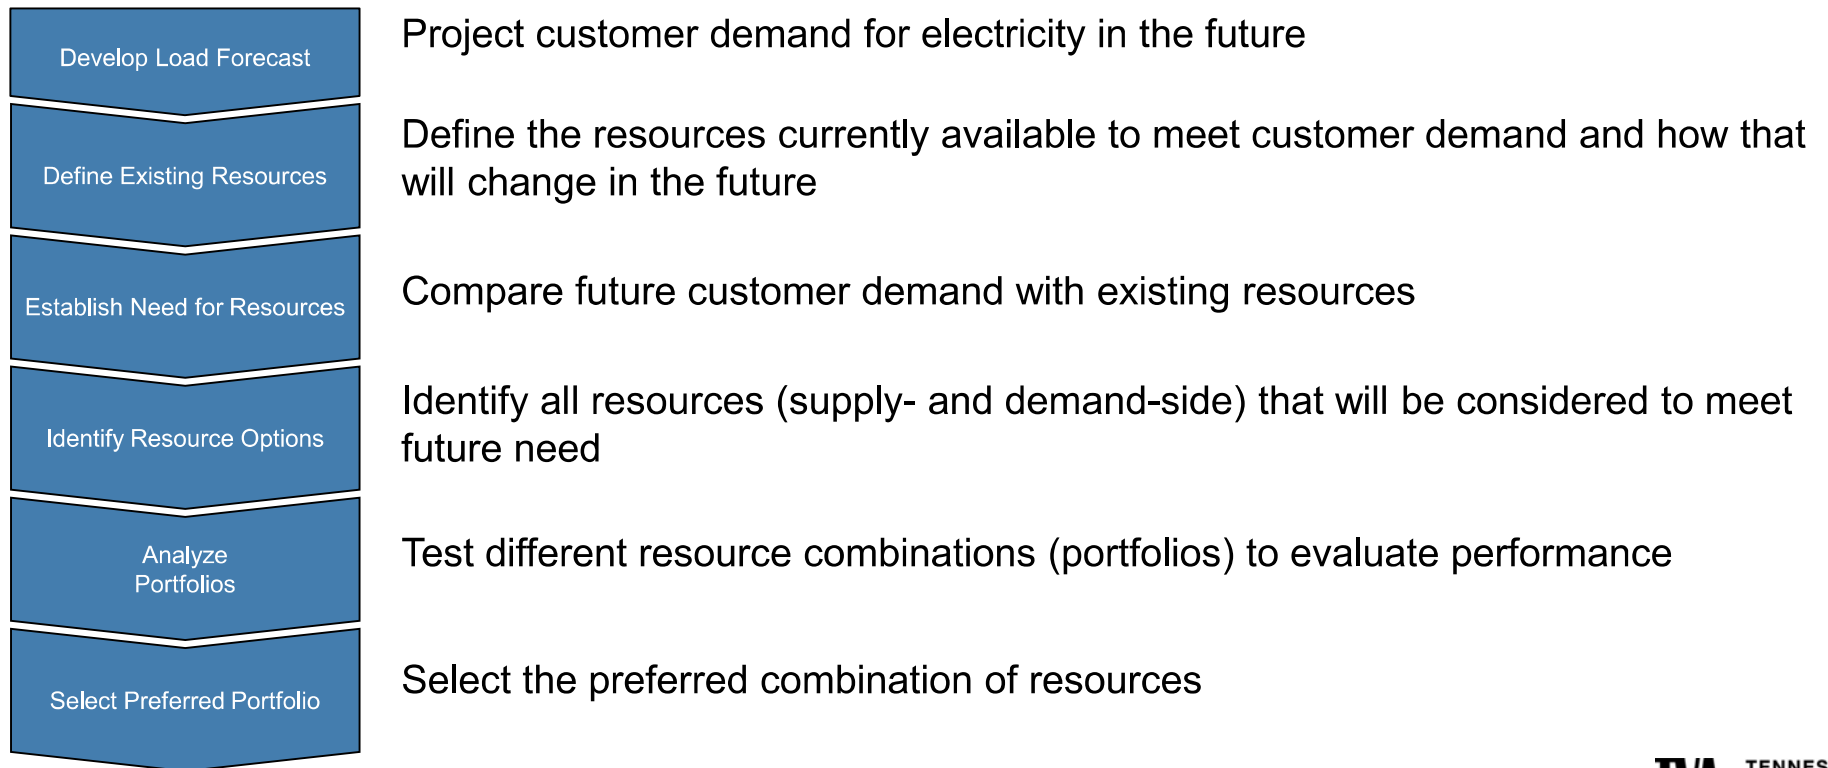 Develop Load Forecast
Project customer demand for electricity in the future
Define Existing Resources
Define the resources currently available to meet customer demand and how that
will change in the future
Establish Need for Resources
Compare future customer demand with existing resources
Identify Resource Options
Identify all resources (supply- and demand-side) that will be considered to meet
future need
Analyze
Portfolios
Test different resource combinations (portfolios) to evaluate performance
Select Preferred Portfolio
Select the preferred combination of resources